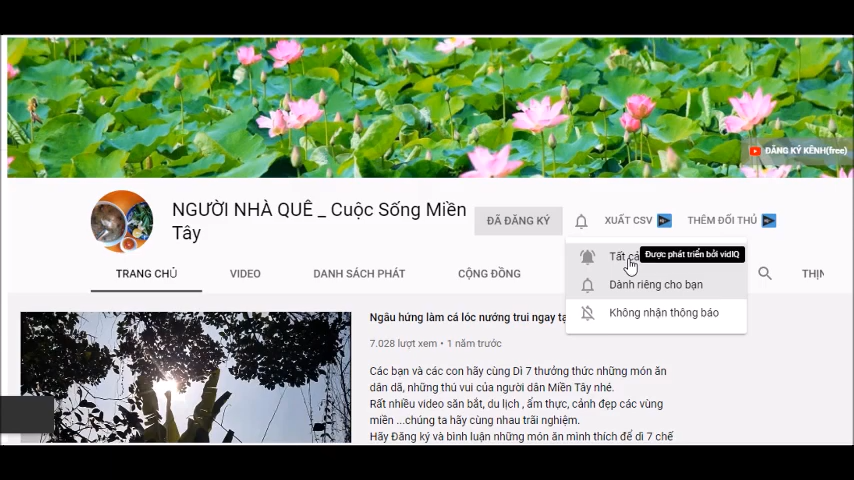 ĐĂNG KÝ KÊNH(free)
NGƯỜI NHÀ QUÊ _ Cuộc Sống Miền
Tây
ĐÃ ĐĂNG KÝ
XUẤT CSV
THÊM ĐỐI THỦ
Tất cả
Được phát triển bởi vidIQ
Dành riêng cho bạn
Không nhận thông báo
TRANG CHỦ
VIDEO
DANH SÁCH PHÁT
CỘNG ĐỒNG
THỊN
Ngâu hứng làm cá lóc nướng trui ngay tạ
7.028 lượt xem • 1 năm trước
Các bạn và các con hãy cùng Dì 7 thưởng thức những món ăn
dân dã, những thú vui của người dân Miền Tây nhé.
Rất nhiều video săn bắt, du lịch , ẩm thực, cảnh đẹp các vùng
miền ...chúng ta hãy cùng nhau trãi nghiệm.
Hãy Đăng ký và bình luận những món ăn mình thích để dì 7 chế